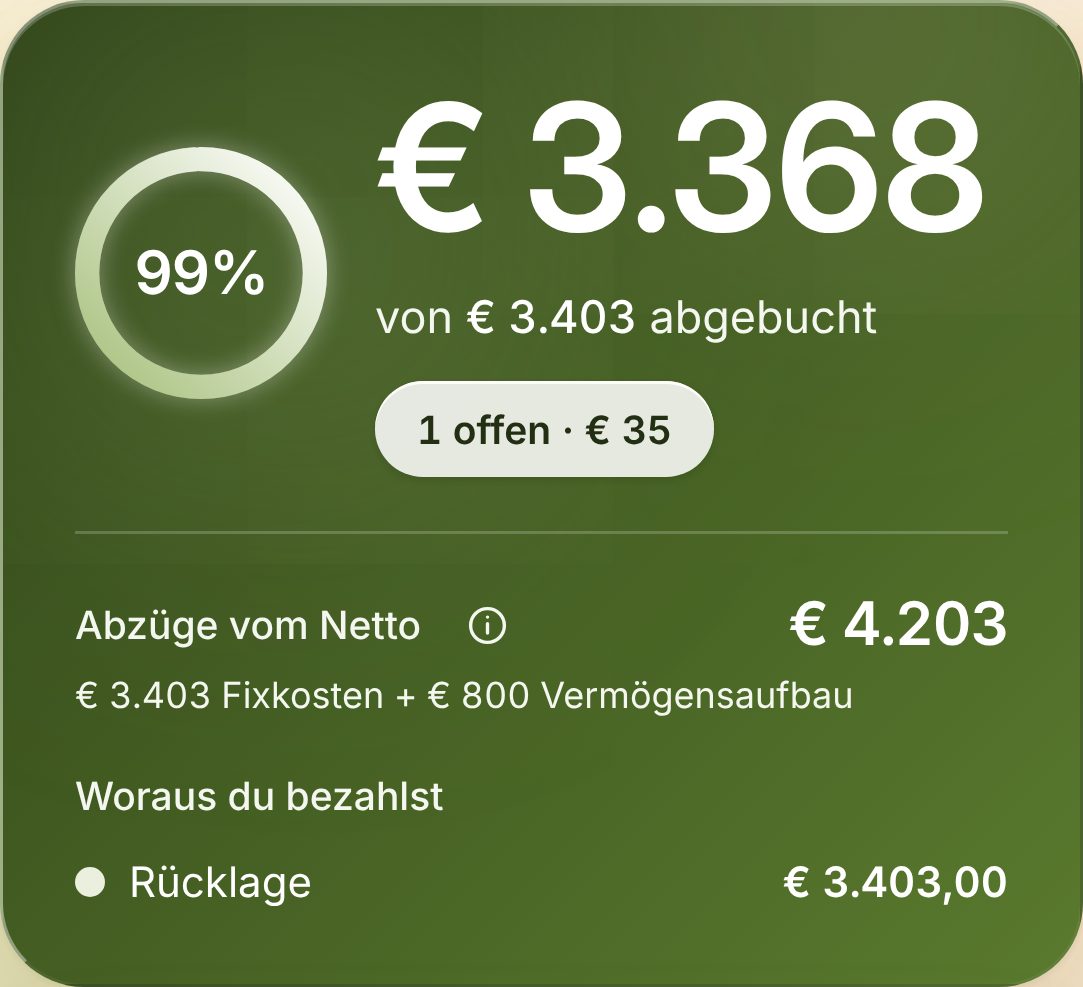 99%
€ 3.368
von € 3.403 abgebucht
1 offen · € 35
Abzüge vom Netto
€ 4.203
€ 3.403 Fixkosten + € 800 Vermögensaufbau
Woraus du bezahlst
Rücklage
€ 3.403,00